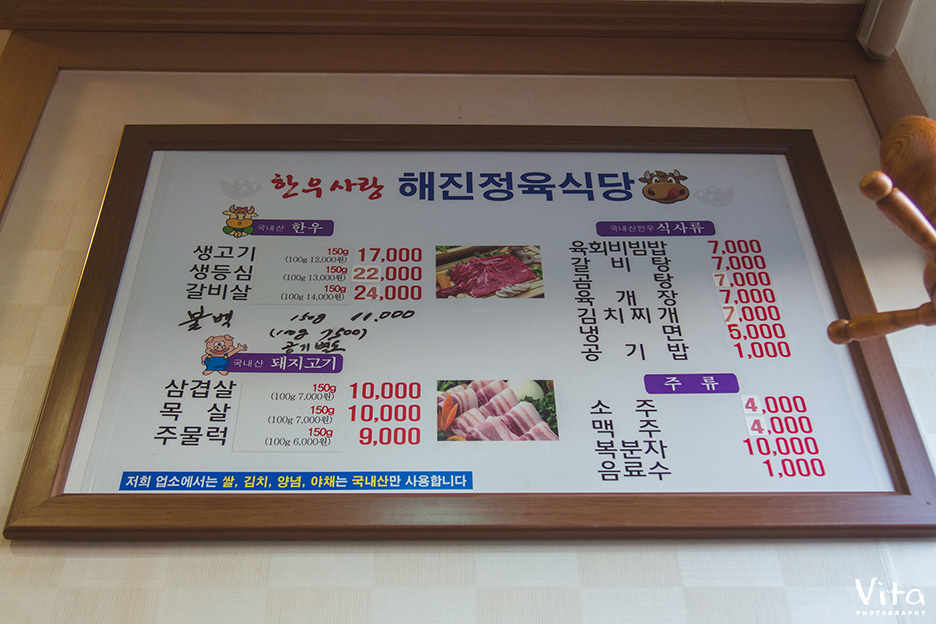 한우사랑 해진정육식당
국내산 한우
생고기 150g (100g 12,000원) 17,000
생등심 150g (100g 13,000원) 22,000
갈비살 150g (100g 14,000원) 24,000
불백 150g 11,000
(100g 7500)
공기별도
국내산 돼지고기
삼겹살 150g (100g 7,000원) 10,000
목살 150g (100g 7,000원) 10,000
주물럭 150g (100g 6,000원) 9,000
저희 업소에서는 쌀, 김치, 양념, 야채는 국내산만 사용합니다
국내산한우 식사류
육회비빔밥 7,000
갈비탕 7,000
곰탕 7,000
육개장 7,000
김치찌개 7,000
냉면 5,000
공기밥 1,000
주류
소주 4,000
맥주 4,000
복분자 10,000
음료수 1,000
Vita
PHOTOGRAPHY